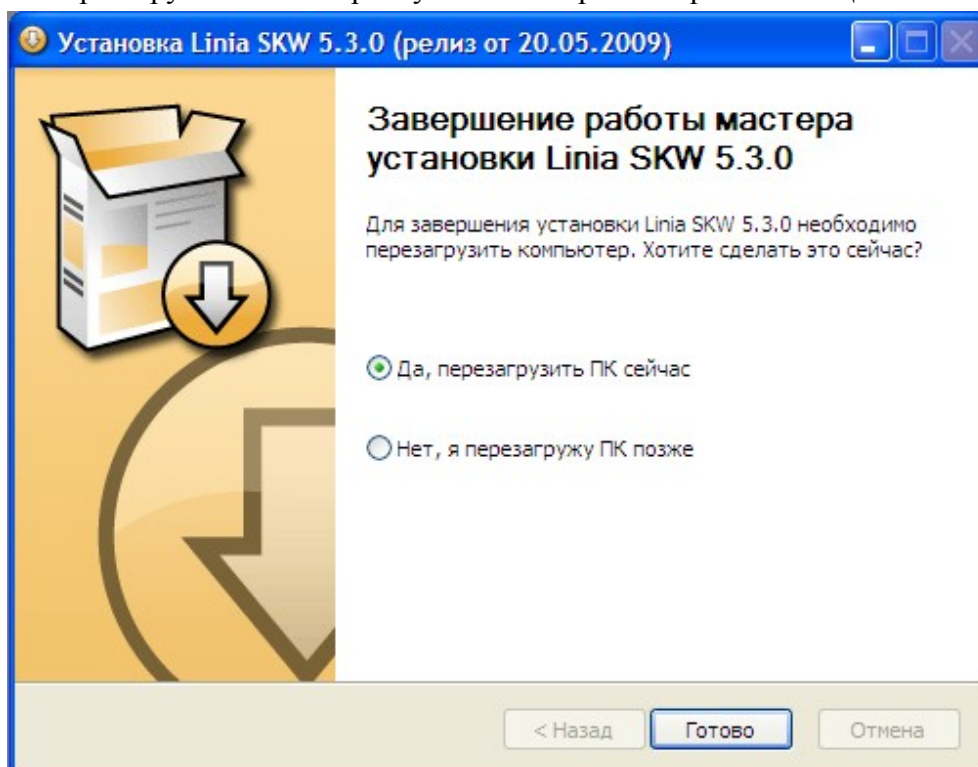 Установка Linia SKW 5.3.0 (релиз от 20.05.2009)
Завершение работы мастера
установки Linia SKW 5.3.0
Для завершения установки Linia SKW 5.3.0 необходимо
перезагрузить компьютер. Хотите сделать это сейчас?
Да, перезагрузить ПК сейчас
Нет, я перезагружу ПК позже
< Назад
Готово
Отмена